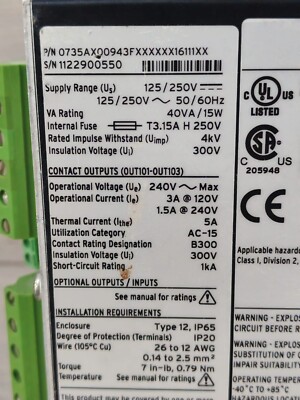 P/N 0735AX00943FXXXXXX16111XX
S/N 1122900550
Supply Range (Us) 125/250V ⎓
125/250V ~ 50/60Hz
VA Rating 40VA/15W
Internal Fuse T3.15A H 250V
Rated Impulse Withstand (Uimp) 4kV
Insulation Voltage (Ui) 300V
CONTACT OUTPUTS (OUT101-OUT103)
Operational Voltage (Ue) 240V ~ Max
Operational Current (Ie) 3A @ 120V
1.5A @ 240V
Thermal Current (Ithe) 5A
Utilization Category AC-15
Contact Rating Designation B300
Insulation Voltage (Ui) 300V
Short-Circuit Rating 1kA
OPTIONAL OUTPUTS / INPUTS
See manual for ratings
INSTALLATION REQUIREMENTS
Enclosure Type 12, IP65
Degree of Protection (Terminals) IP20
Wire (105°C Cu) 26 to 12 AWG
0.14 to 2.5 mm²
Torque 7 in-lb, 0.79 Nm
Temperature See manual for ratings
c UL US
LISTED
C US
205948
CE
Applicable hazardous
Class I, Division 2,
WARNING - EXPLOS
CIRCUIT BEFORE R
WARNING - EXPLOS
SUBSTITUTION OF
IMPAIR SUITABILIT
OPERATING TEMPER